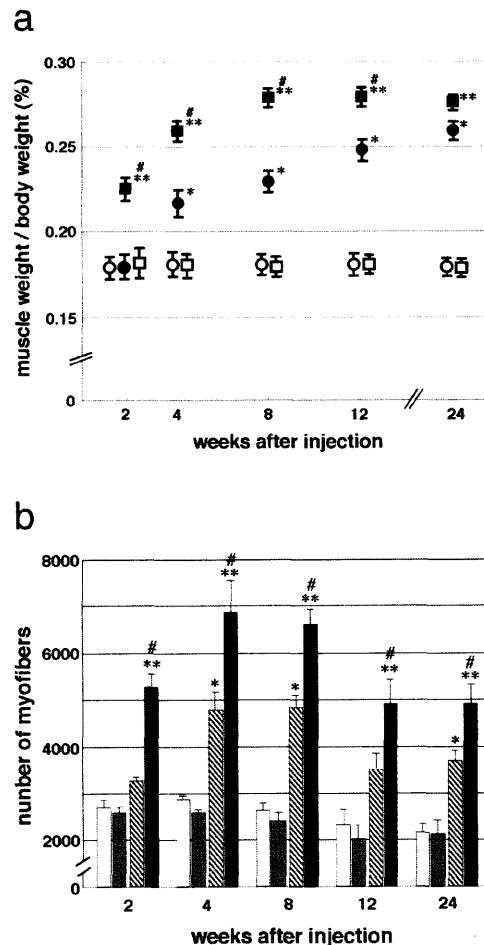 a
muscle weight / body weight (%)
0.30
0.25
0.20
0.15
0
# ** # ** # ** # ** **
* * * *
2 4 8 12 24
weeks after injection
b
nunber of myofibers
8000
6000
4000
2000
0
# ** # ** # ** # ** # **
* * *
2 4 8 12 24
weeks after injection